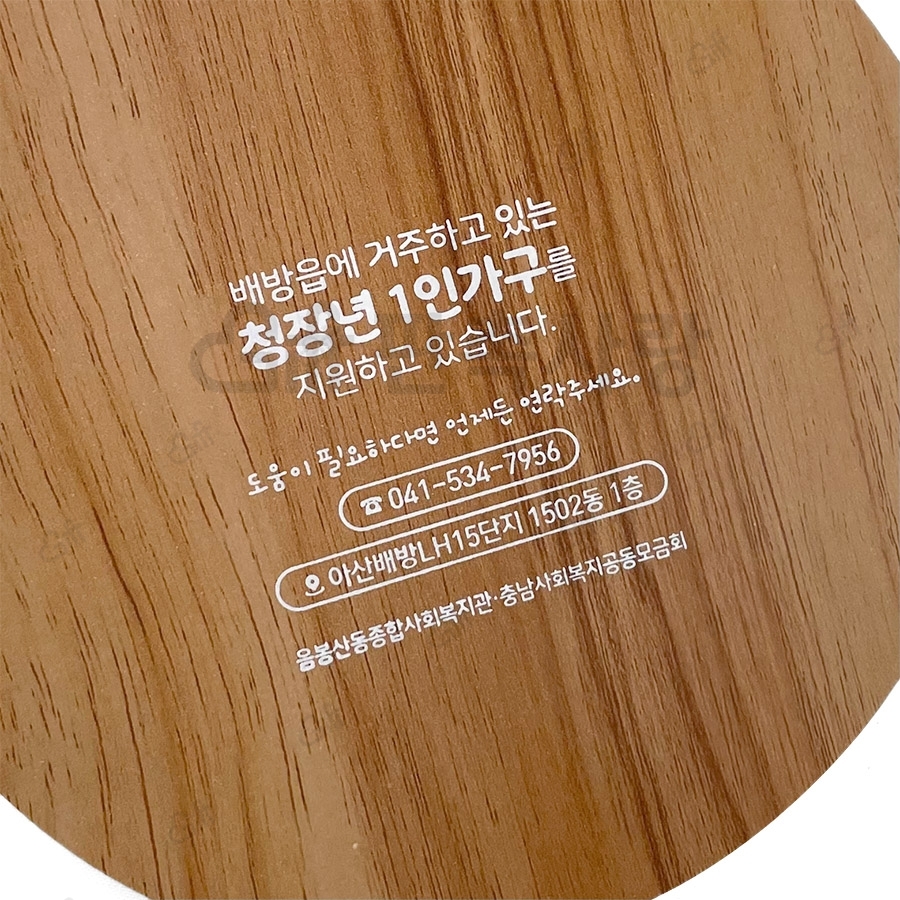 배방읍에 거주하고 있는
청장년 1인가구를
지원하고 있습니다.
도움이 필요하다면 언제든 연락주세요.
☎ 041-534-7956
아산배방LH15단지 1502동 1층
음봉산동종합사회복지관·충남사회복지공동모금회